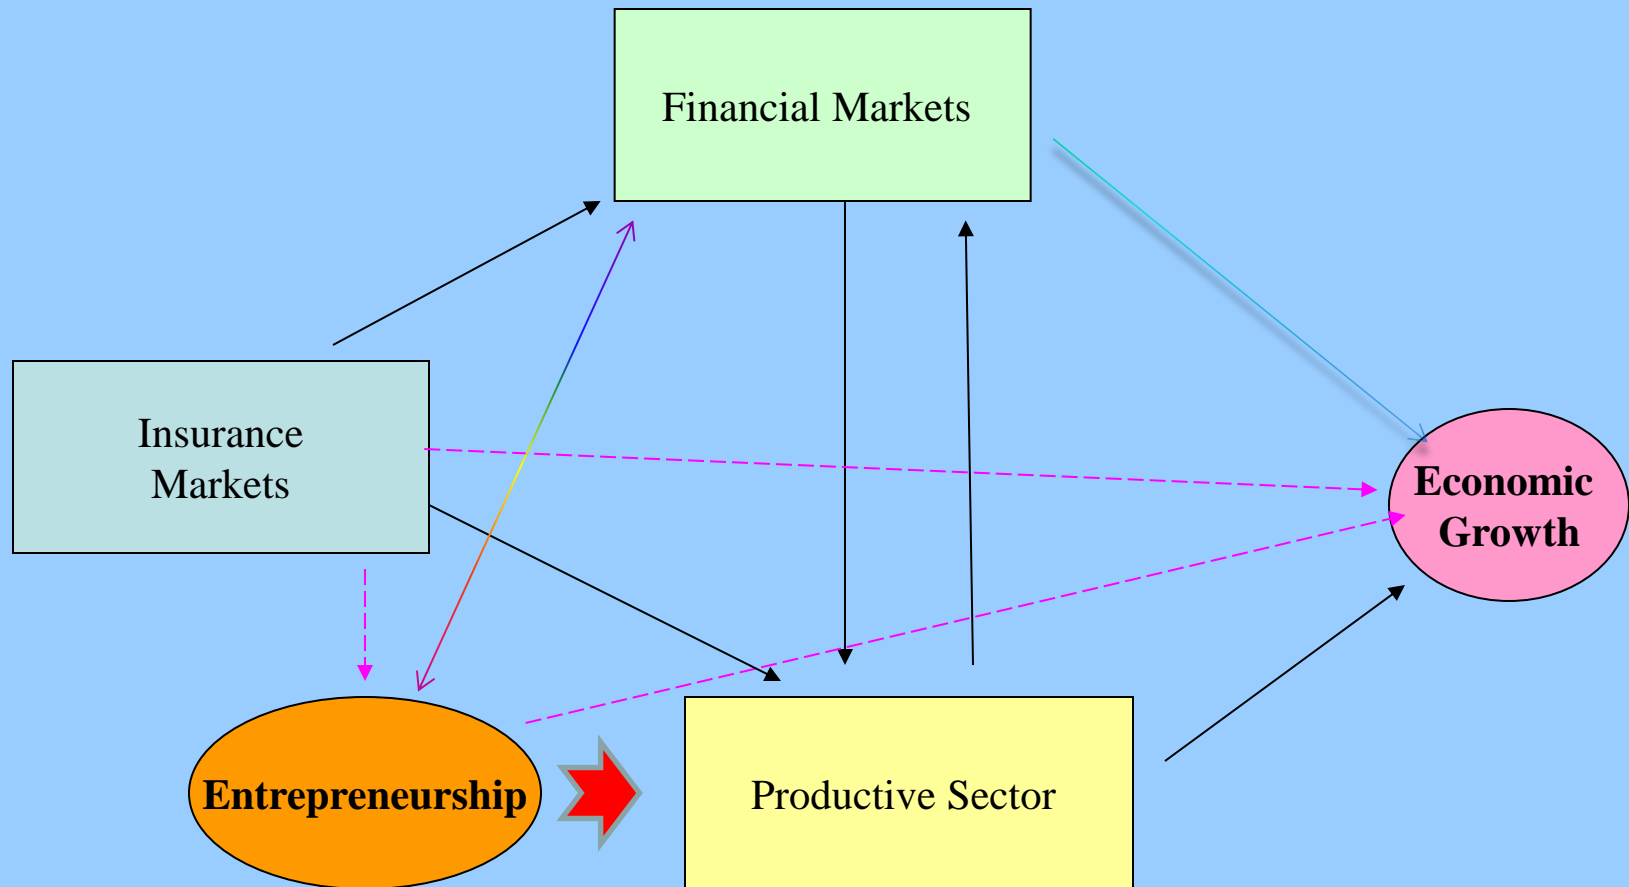 Financial Markets
Insurance
Markets
Economic
Growth
Entrepreneurship
Productive Sector